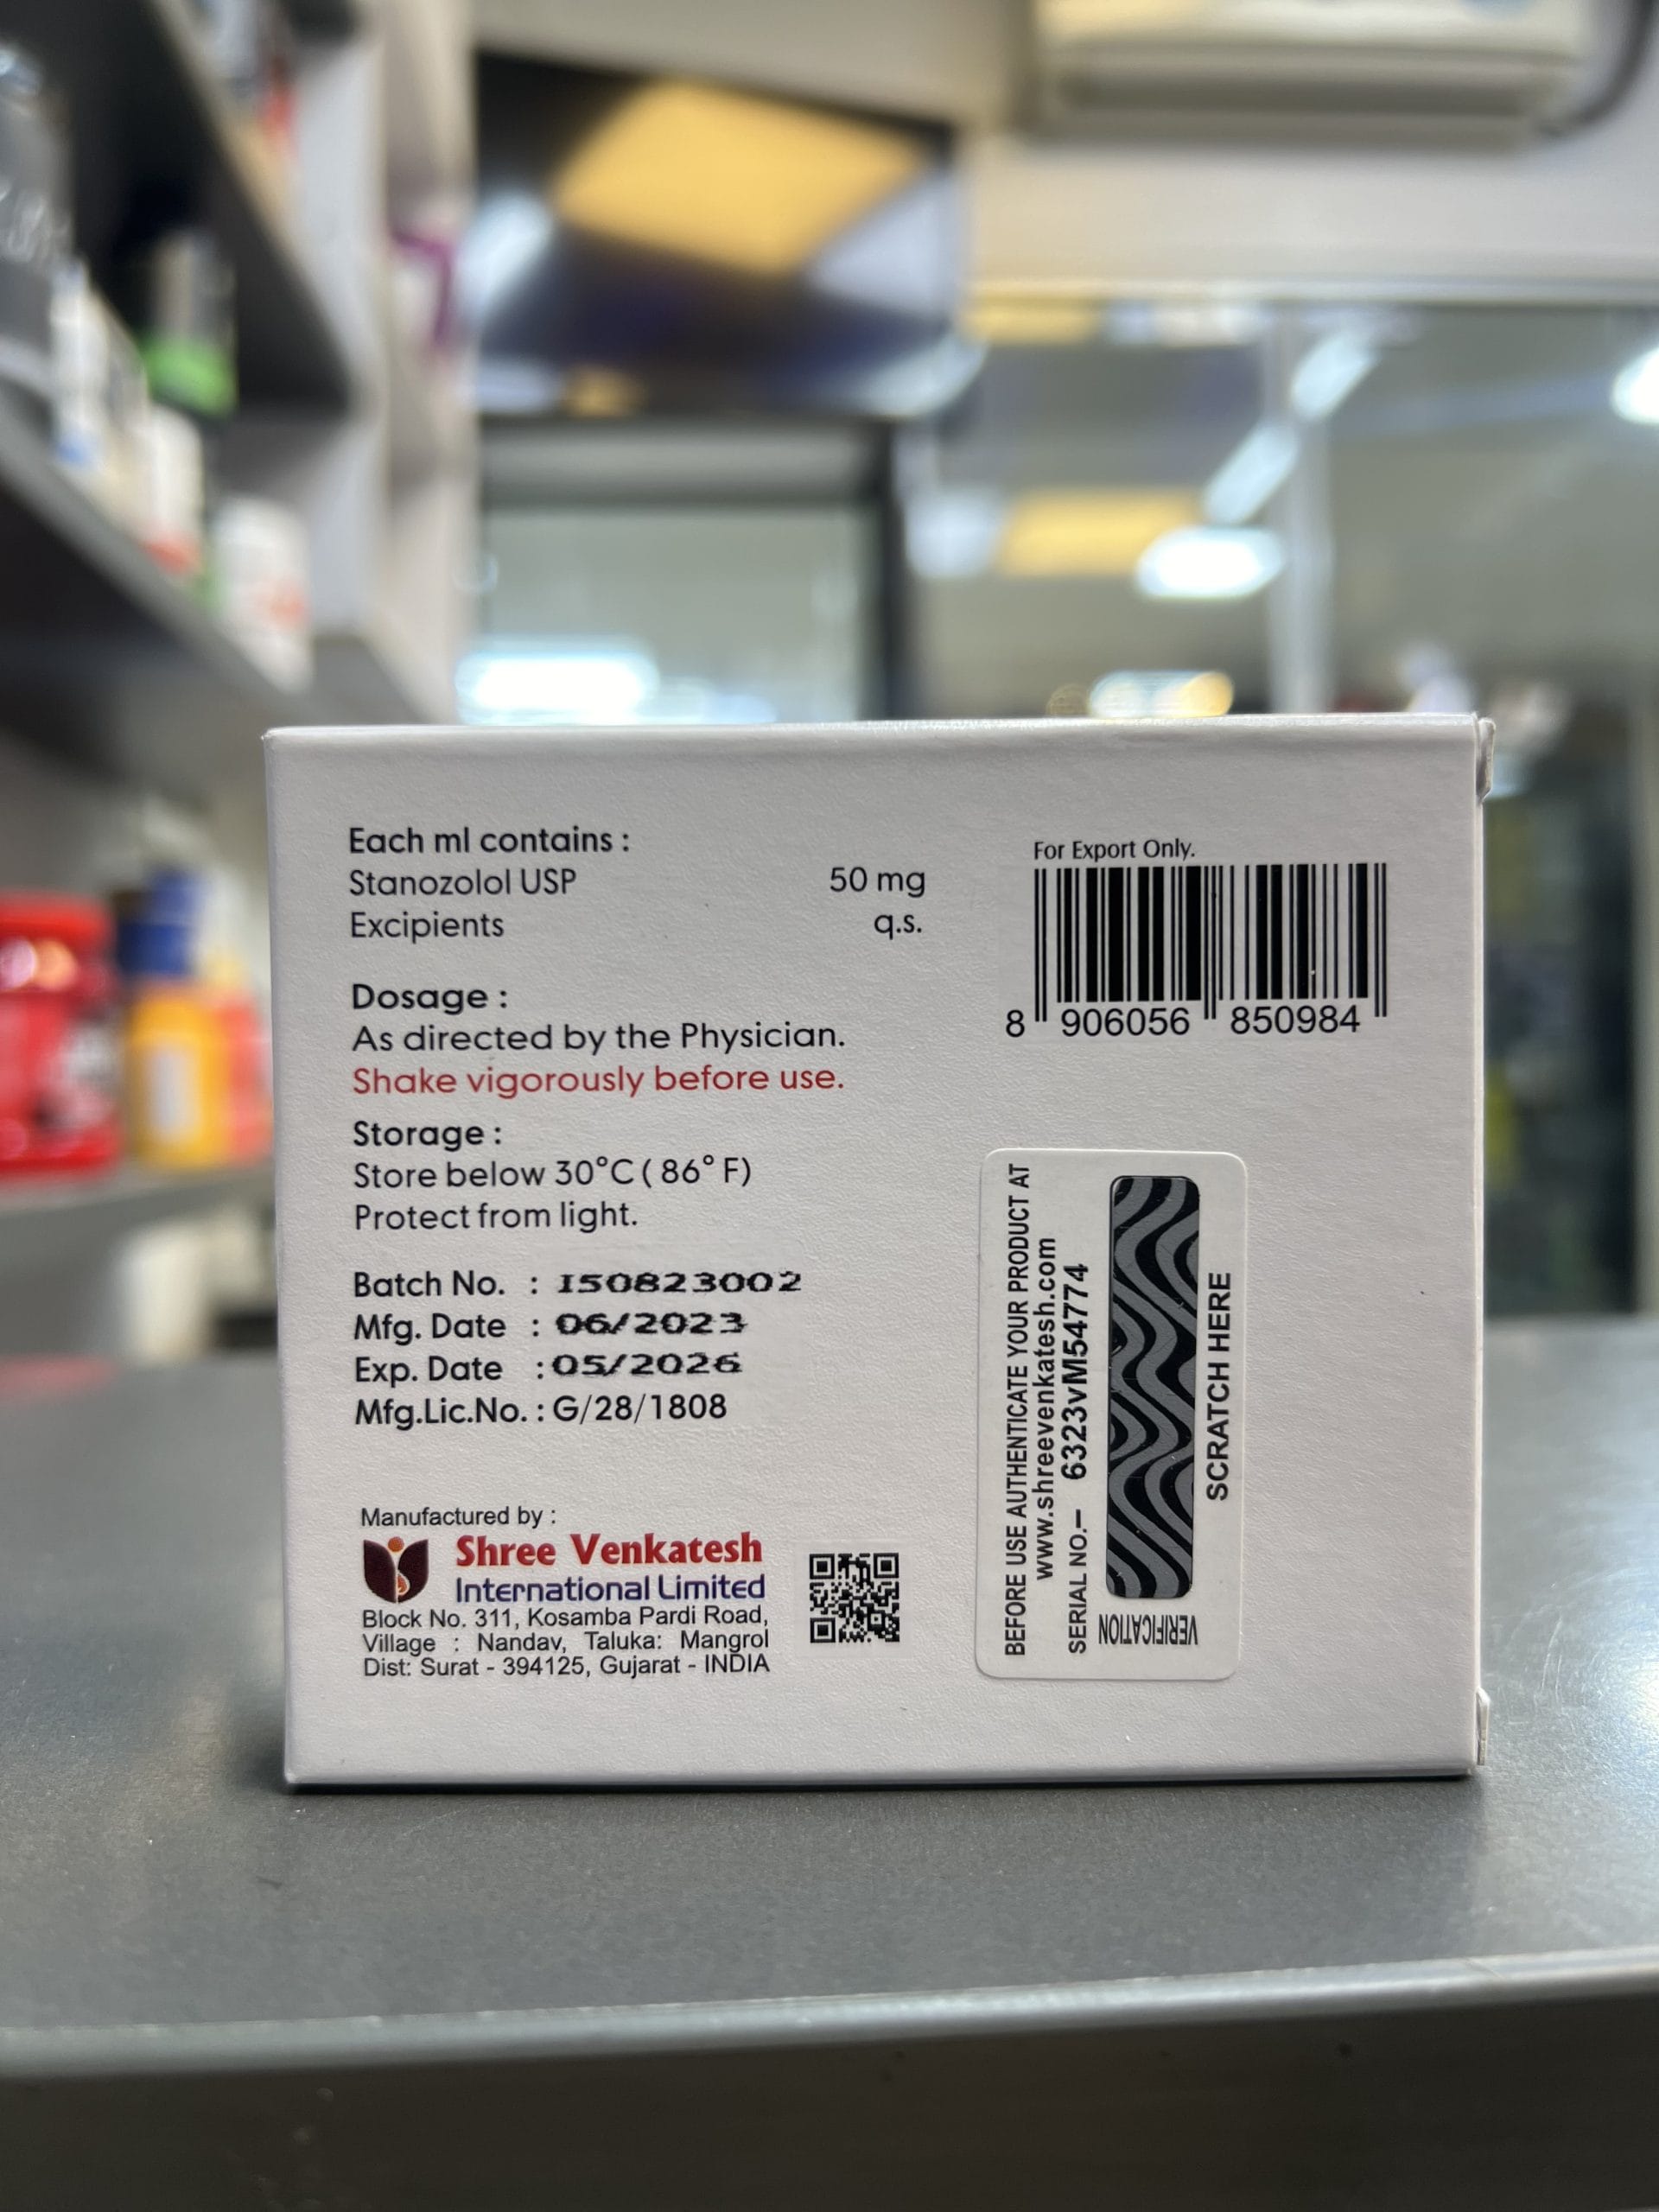 Each ml contains :
Stanozolol USP 50 mg
Excipients q.s.
Dosage :
As directed by the Physician.
Shake vigorously before use.
Storage :
Store below 30°C ( 86° F)
Protect from light.
Batch No. : I50823002
Mfg. Date : 06/2023
Exp. Date : 05/2026
Mfg.Lic.No. : G/28/1808
Manufactured by :
Shree Venkatesh
International Limited
Block No. 311, Kosamba Pardi Road,
Village : Nandav, Taluka: Mangrol
Dist: Surat - 394125, Gujarat - INDIA
For Export Only.
8 906056 850984
BEFORE USE AUTHENTICATE YOUR PRODUCT AT
www.shreevenkatesh.com
SERIAL NO.– 6323vM54774
VERIFICATION
SCRATCH HERE